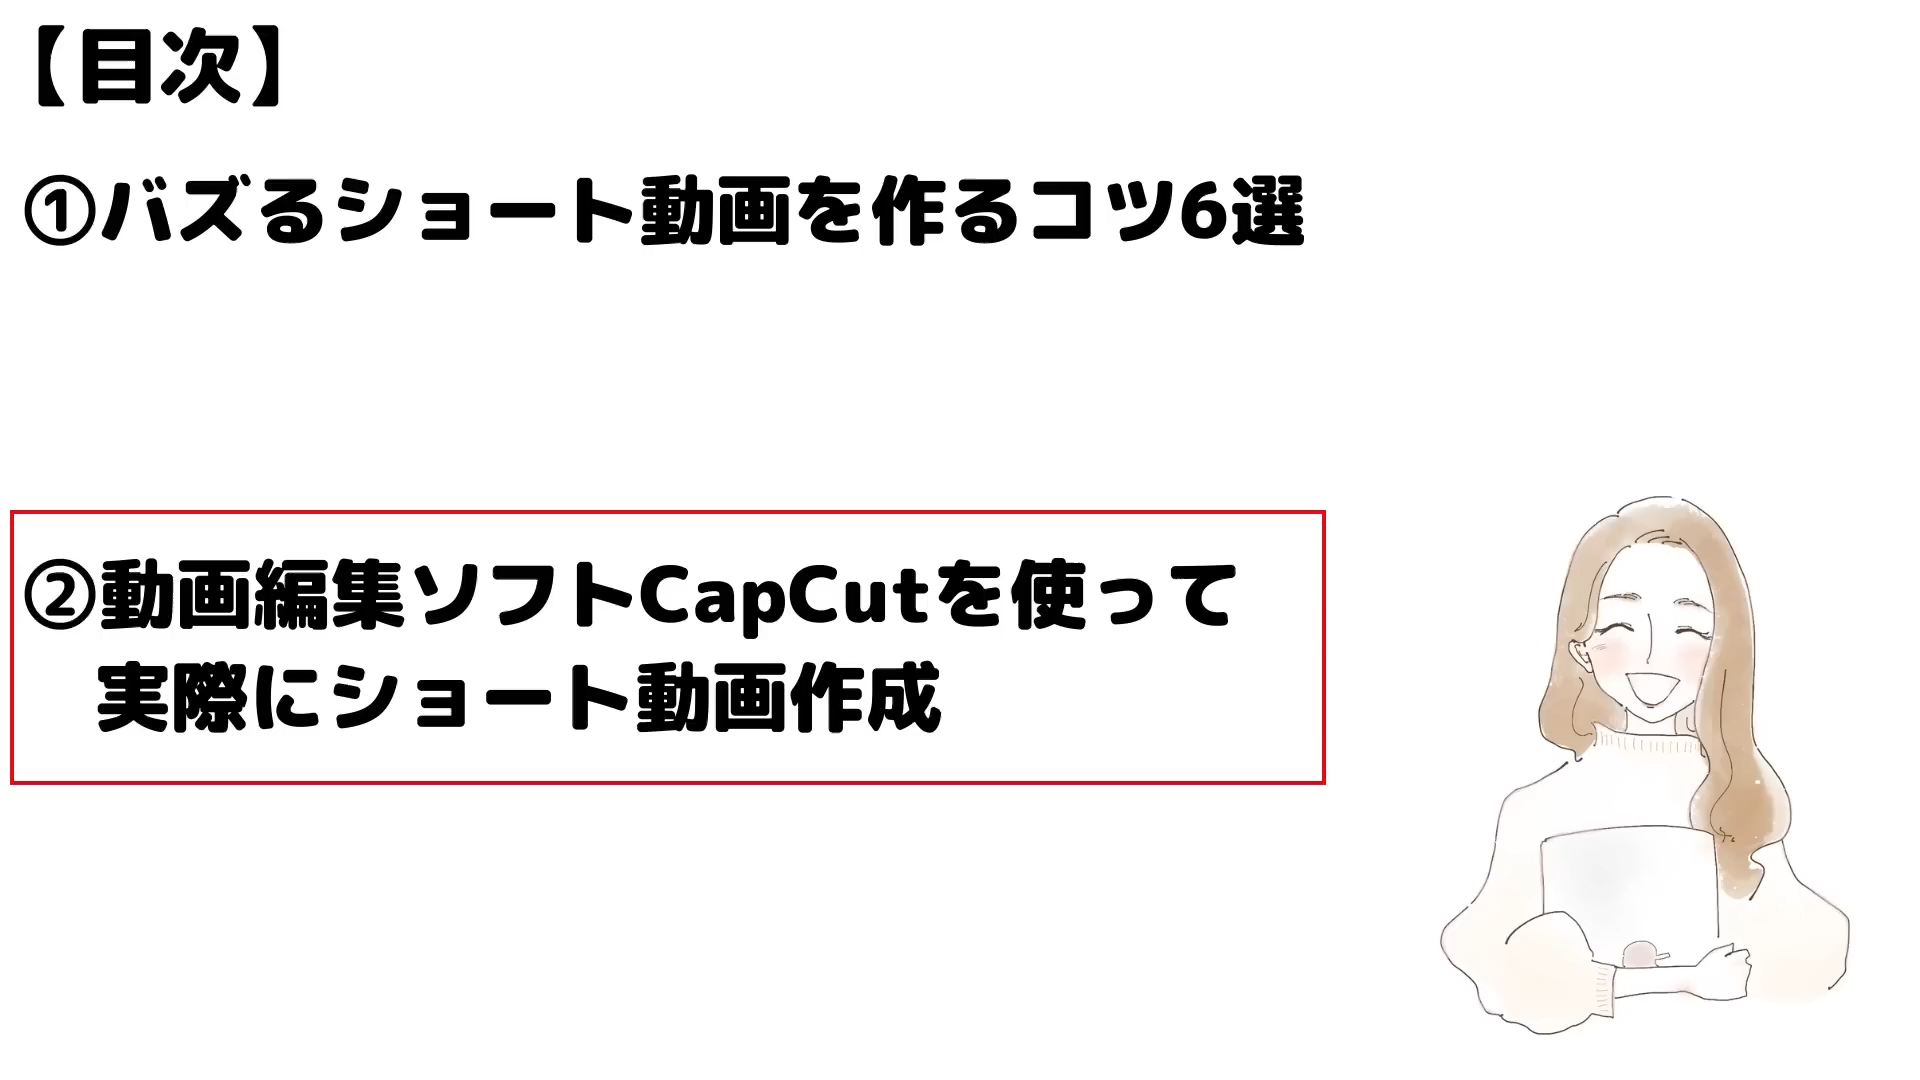 【目次】
①バズるショート動画を作るコツ6選
②動画編集ソフトCapCutを使って
実際にショート動画作成